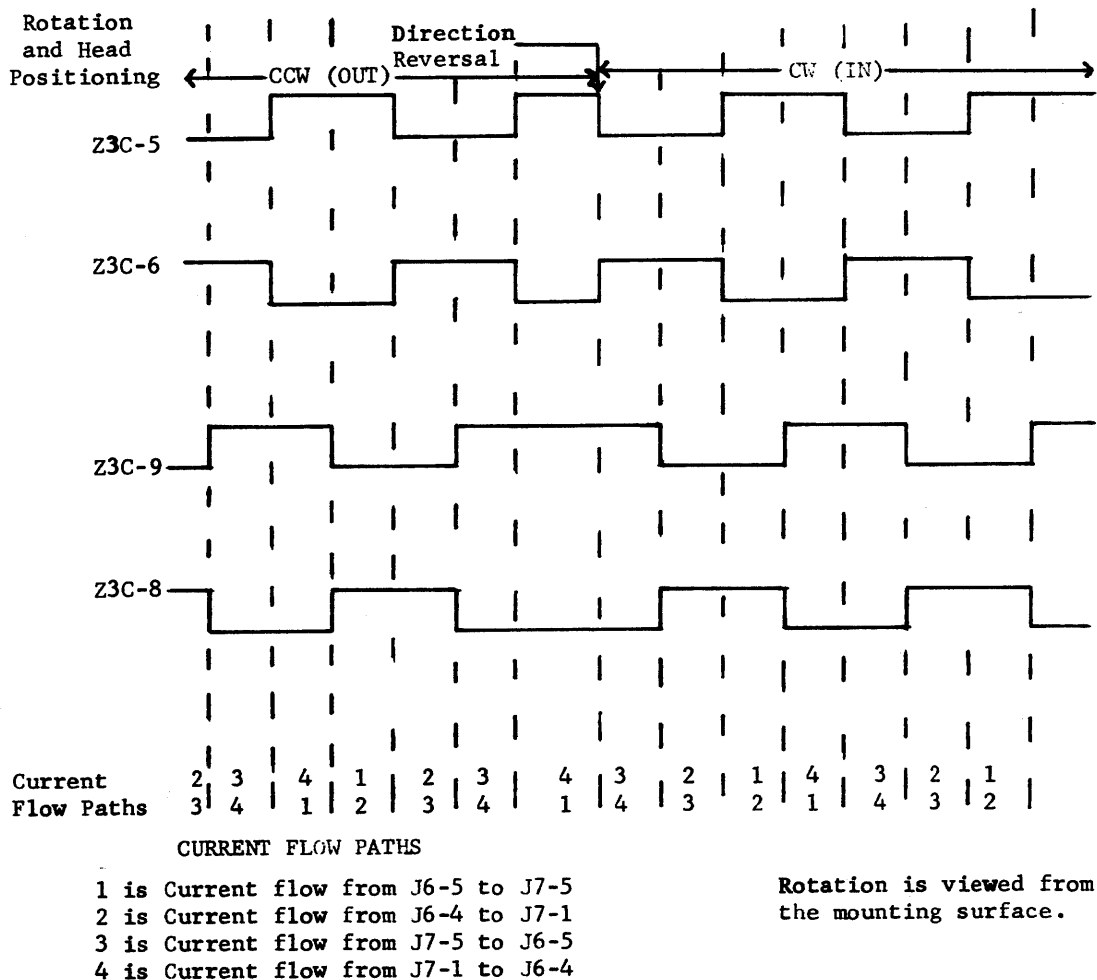 Rotation
and Head
Positioning
CCW (OUT)
Direction
Reversal
CW (IN)
Z3C-5
Z3C-6
Z3C-9
Z3C-8
Current 2 3 4 1 2 3 4 3 2 1 4 3 2 1
Flow Paths 3 4 1 2 3 4 1 4 3 2 1 4 3 2
CURRENT FLOW PATHS
1 is Current flow from J6-5 to J7-5
2 is Current flow from J6-4 to J7-1
3 is Current flow from J7-5 to J6-5
4 is Current flow from J7-1 to J6-4
Rotation is viewed from
the mounting surface.